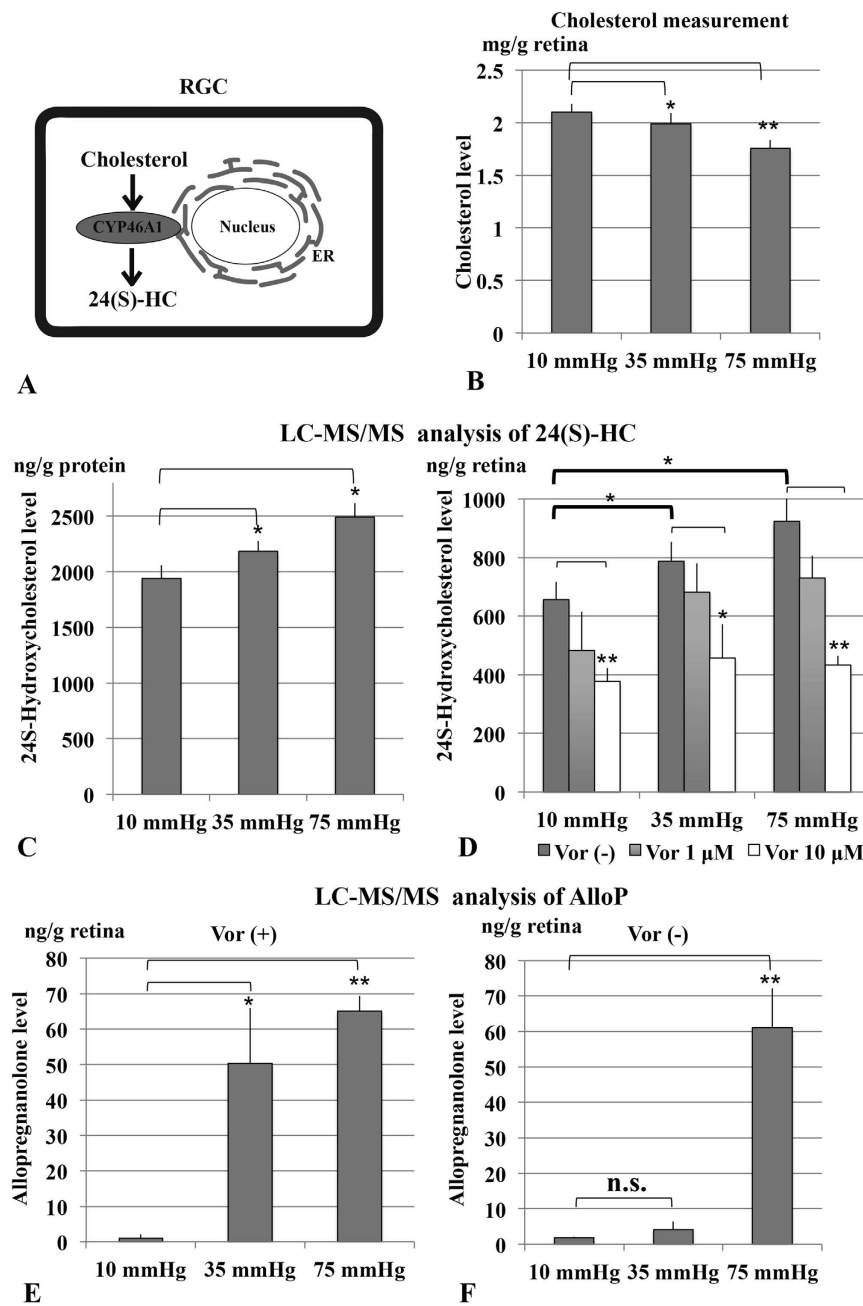 RGC
Cholesterol
CYP46A1
24(S)-HC
Nucleus
ER
A
Cholesterol measurement
mg/g retina
Cholesterol level
2.5
2
1.5
1
0.5
0
*
**
10 mmHg 35 mmHg 75 mmHg
B
LC-MS/MS analysis of 24(S)-HC
ng/g protein
24S-Hydroxycholesterol level
2500
2000
1500
1000
500
0
*
*
10 mmHg 35 mmHg 75 mmHg
C
ng/g retina
24S-Hydroxycholesterol level
1000
800
600
400
200
0
*
*
**
*
**
10 mmHg 35 mmHg 75 mmHg
Vor (-) Vor 1 µM Vor 10 µM
D
LC-MS/MS analysis of AlloP
ng/g retina
Vor (+)
Allopregnanolone level
80
70
60
50
40
30
20
10
0
*
**
10 mmHg 35 mmHg 75 mmHg
E
ng/g retina
Vor (-)
Allopregnanolone level
80
70
60
50
40
30
20
10
0
n.s.
**
10 mmHg 35 mmHg 75 mmHg
F